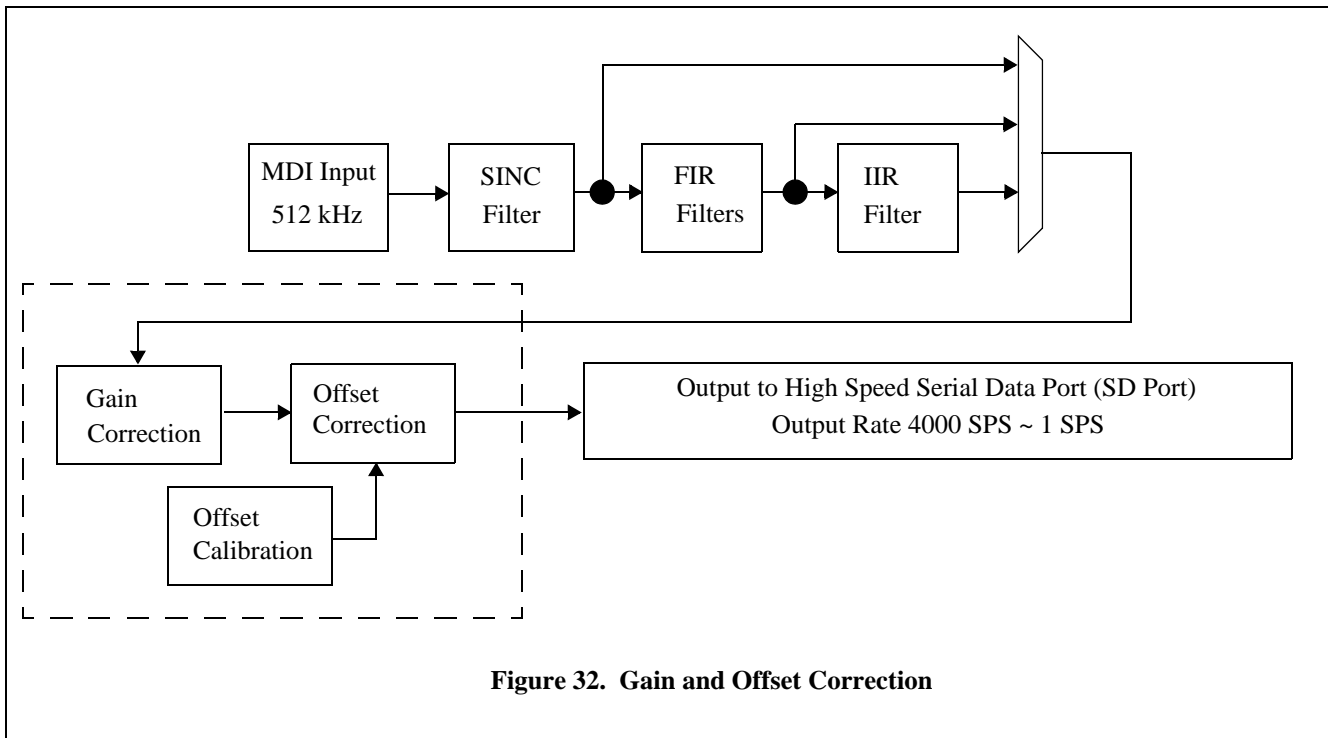 MDI Input
512 kHz
SINC
Filter
FIR
Filters
IIR
Filter
Gain
Correction
Offset
Correction
Offset
Calibration
Output to High Speed Serial Data Port (SD Port)
Output Rate 4000 SPS ~ 1 SPS
Figure 32. Gain and Offset Correction